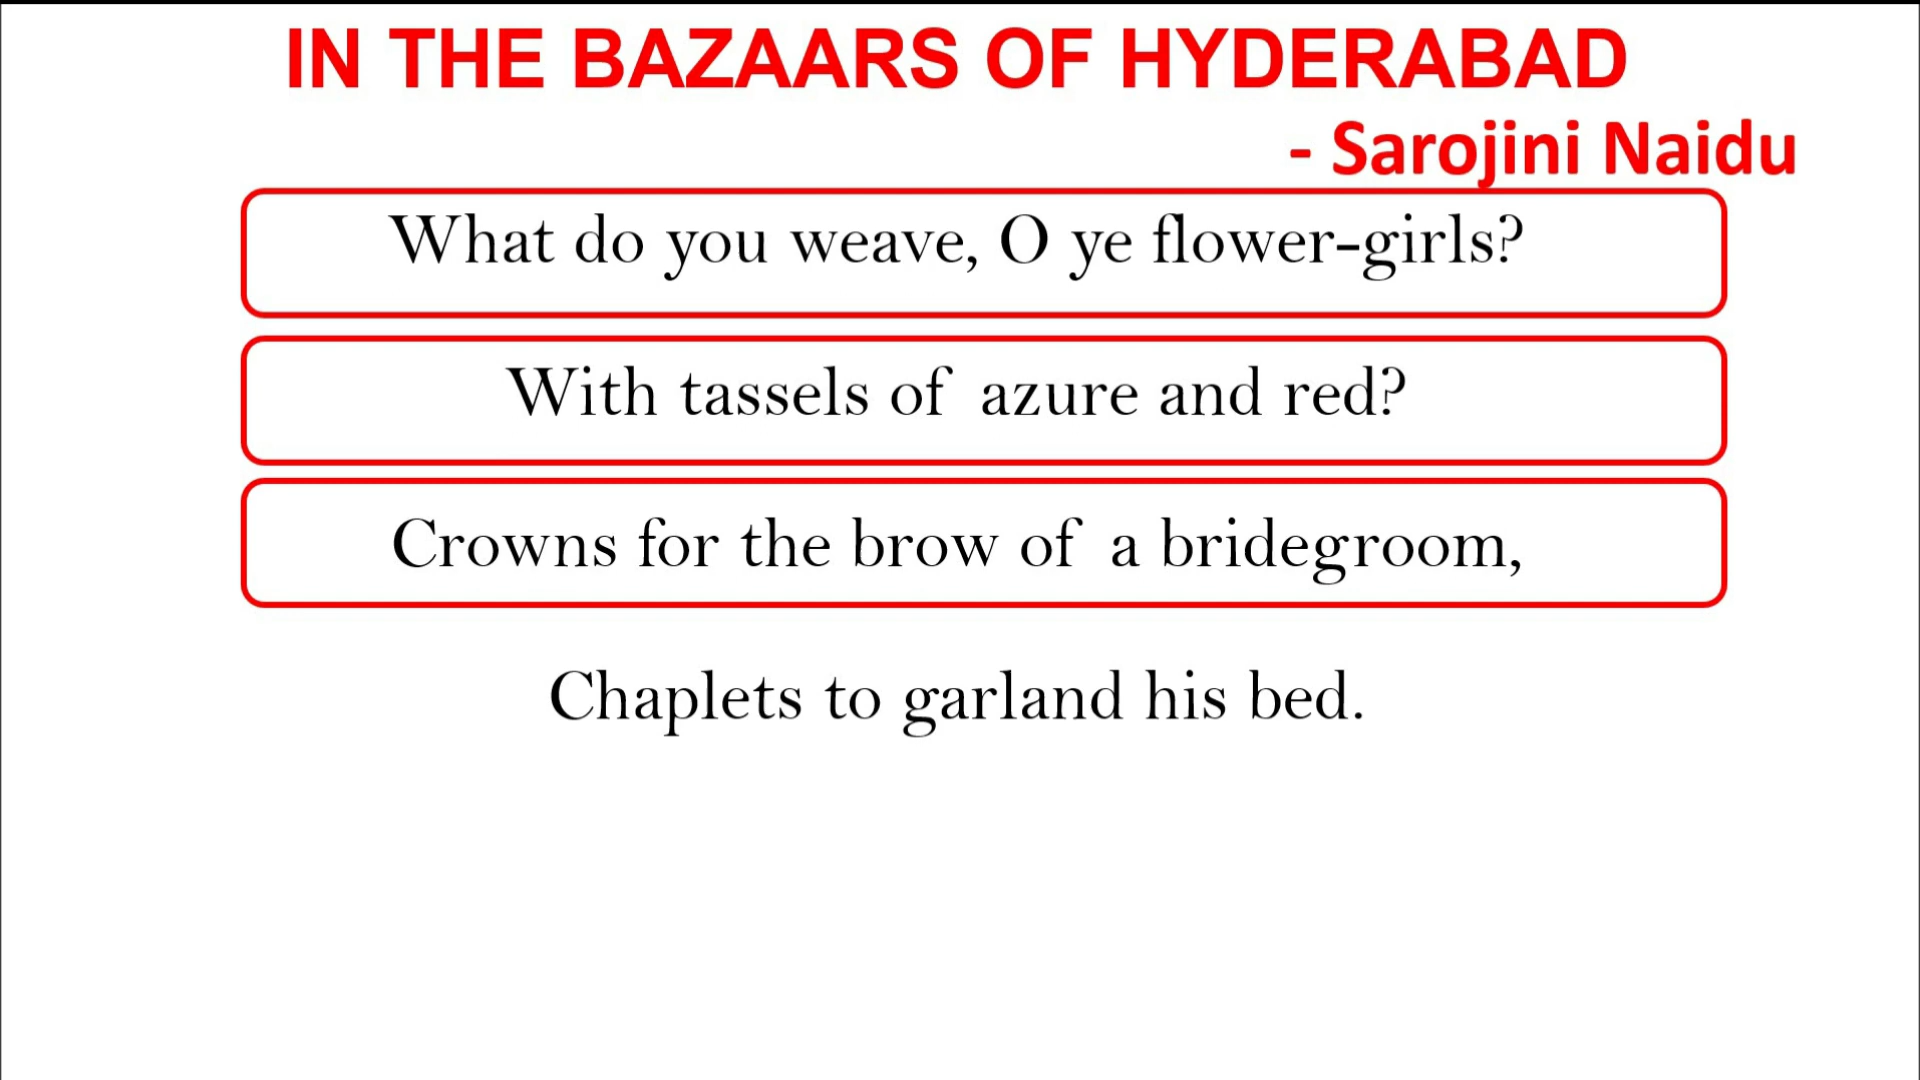 IN THE BAZAARS OF HYDERABAD
- Sarojini Naidu
What do you weave, O ye flower-girls?
With tassels of azure and red?
Crowns for the brow of a bridegroom,
Chaplets to garland his bed.